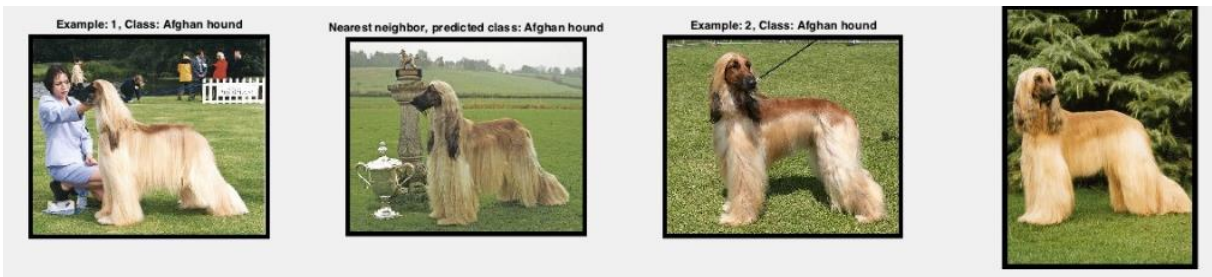 Example: 1, Class: Afghan hound
Nearest neighbor, predicted class: Afghan hound
Example: 2, Class: Afghan hound